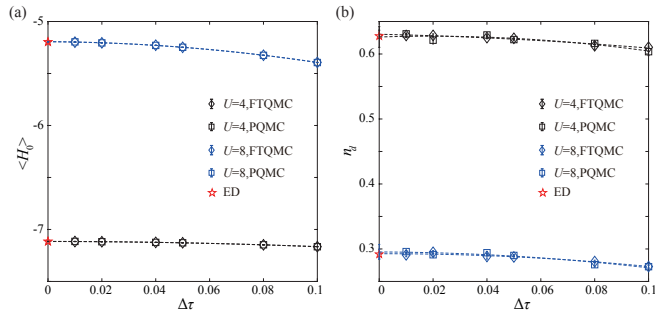 (a)
-5
-6
-7
<H₀>
0
0.02
0.04
0.06
0.08
0.1
Δτ
U=4,FTQMC
U=4,PQMC
U=8,FTQMC
U=8,PQMC
ED
(b)
0.6
0.5
0.4
0.3
n_d
0
0.02
0.04
0.06
0.08
0.1
Δτ
U=4,FTQMC
U=4,PQMC
U=8,FTQMC
U=8,PQMC
ED